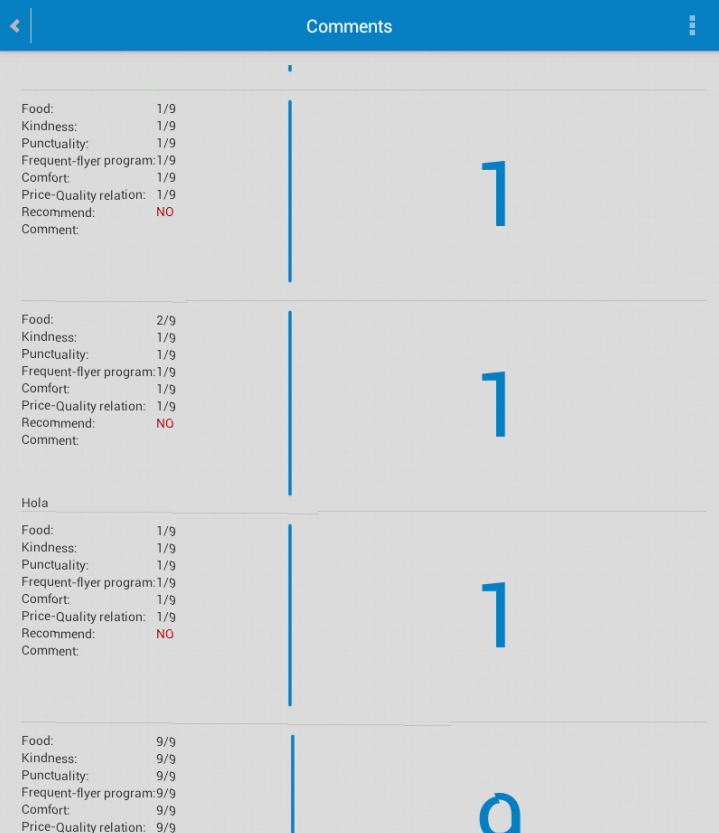 Comments
Food: 1/9
Kindness: 1/9
Punctuality: 1/9
Frequent-flyer program: 1/9
Comfort: 1/9
Price-Quality relation: 1/9
Recommend: NO
Comment:
1
Food: 2/9
Kindness: 1/9
Punctuality: 1/9
Frequent-flyer program: 1/9
Comfort: 1/9
Price-Quality relation: 1/9
Recommend: NO
Comment:
1
Hola
Food: 1/9
Kindness: 1/9
Punctuality: 1/9
Frequent-flyer program: 1/9
Comfort: 1/9
Price-Quality relation: 1/9
Recommend: NO
Comment:
1
Food: 9/9
Kindness: 9/9
Punctuality: 9/9
Frequent-flyer program: 9/9
Comfort: 9/9
Price-Quality relation: 9/9
9